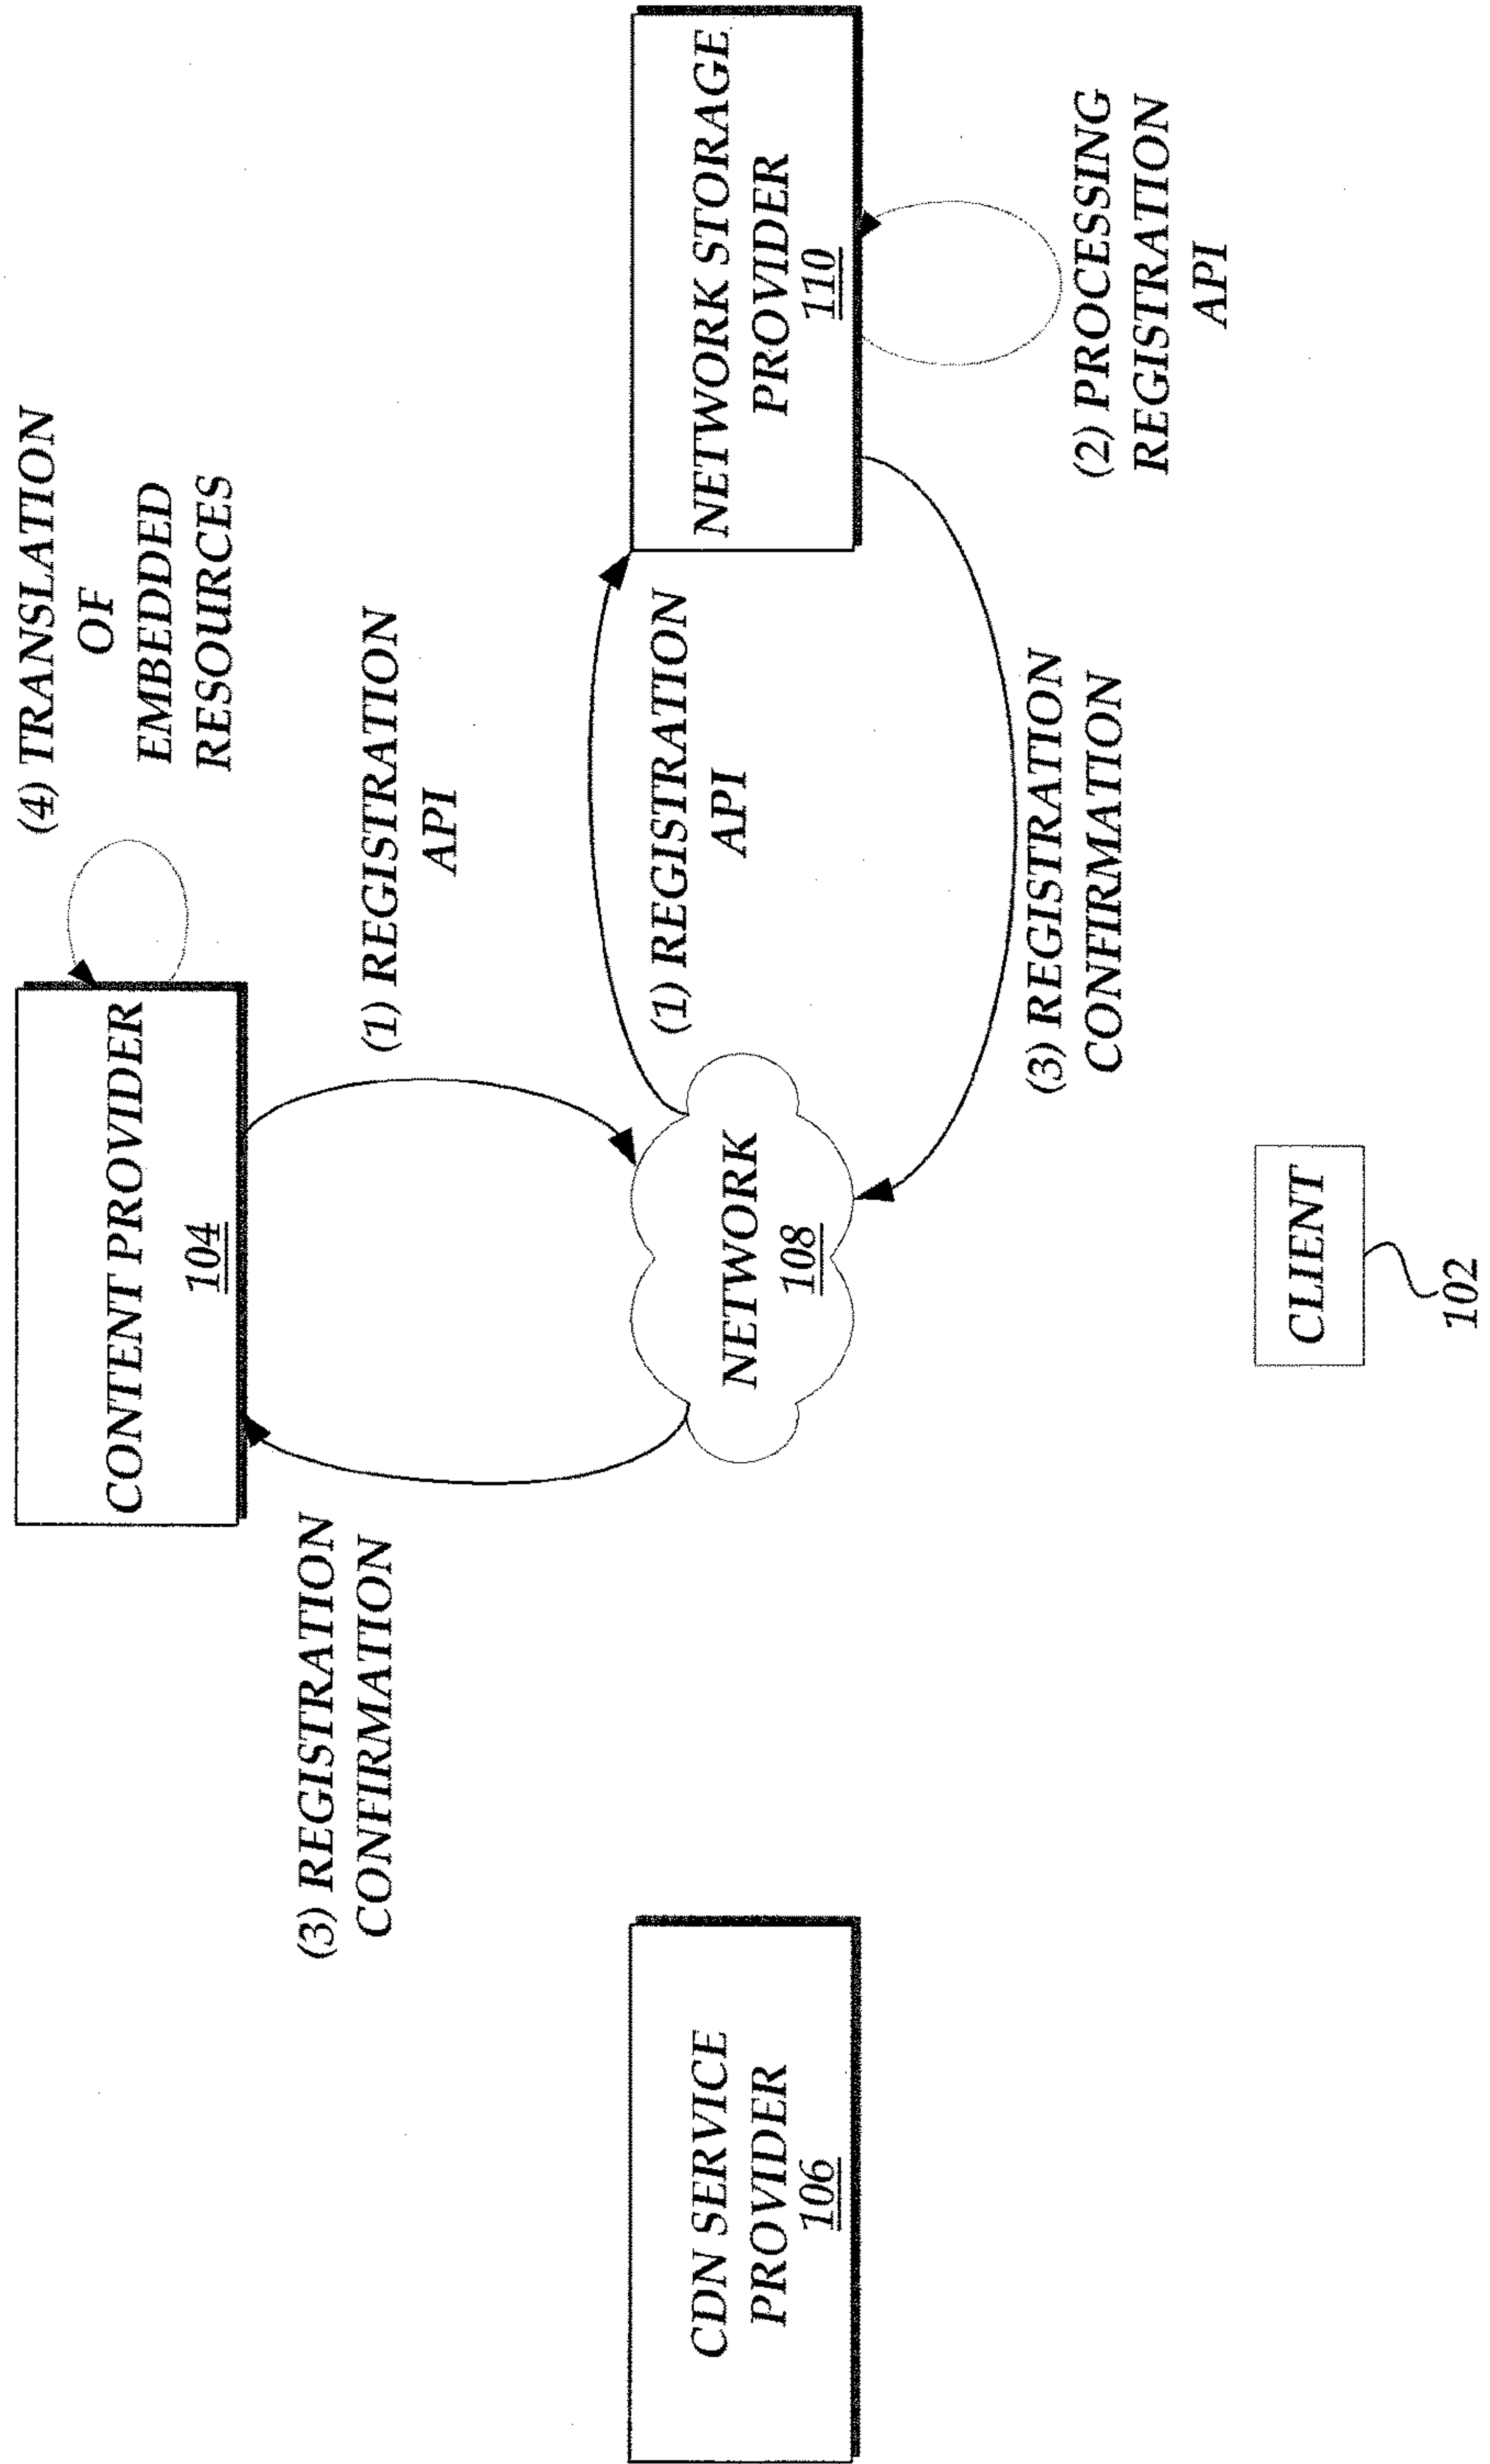 (4) TRANSLATION
OF
EMBEDDED
RESOURCES
CONTENT PROVIDER
104
(3) REGISTRATION
CONFIRMATION
(1) REGISTRATION
API
CDN SERVICE
PROVIDER
106
NETWORK
108
(1) REGISTRATION
API
NETWORK STORAGE
PROVIDER
110
(3) REGISTRATION
CONFIRMATION
(2) PROCESSING
REGISTRATION
API
CLIENT
102